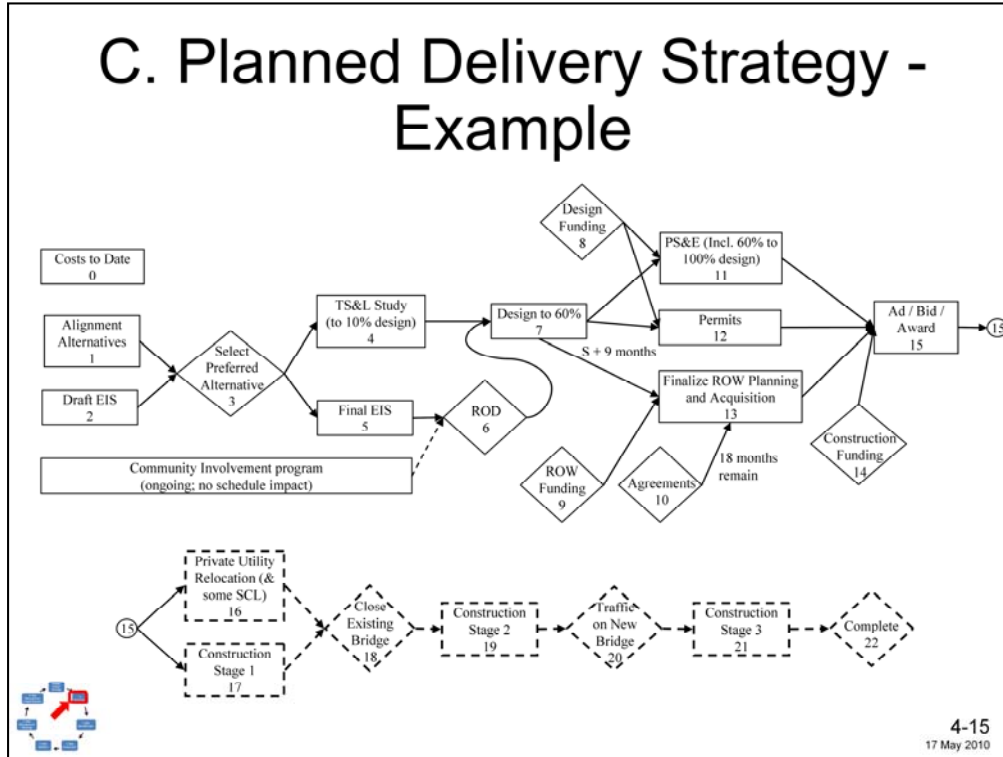 C. Planned Delivery Strategy -
Example
Costs to Date
0
Alignment
Alternatives
1
Draft EIS
2
Select
Preferred
Alternative
3
TS&L Study
(to 10% design)
4
Final EIS
5
ROD
6
Community Involvement program
(ongoing; no schedule impact)
Design to 60%
7
Design
Funding
8
PS&E (Incl. 60% to
100% design)
11
Permits
12
S + 9 months
Finalize ROW Planning
and Acquisition
13
ROW
Funding
9
Agreements
10
18 months
remain
Construction
Funding
14
Ad / Bid /
Award
15
15
15
Private Utility
Relocation (&
some SCL)
16
Construction
Stage 1
17
Close
Existing
Bridge
18
Construction
Stage 2
19
Traffic
on New
Bridge
20
Construction
Stage 3
21
Complete
22
4-15
17 May 2010